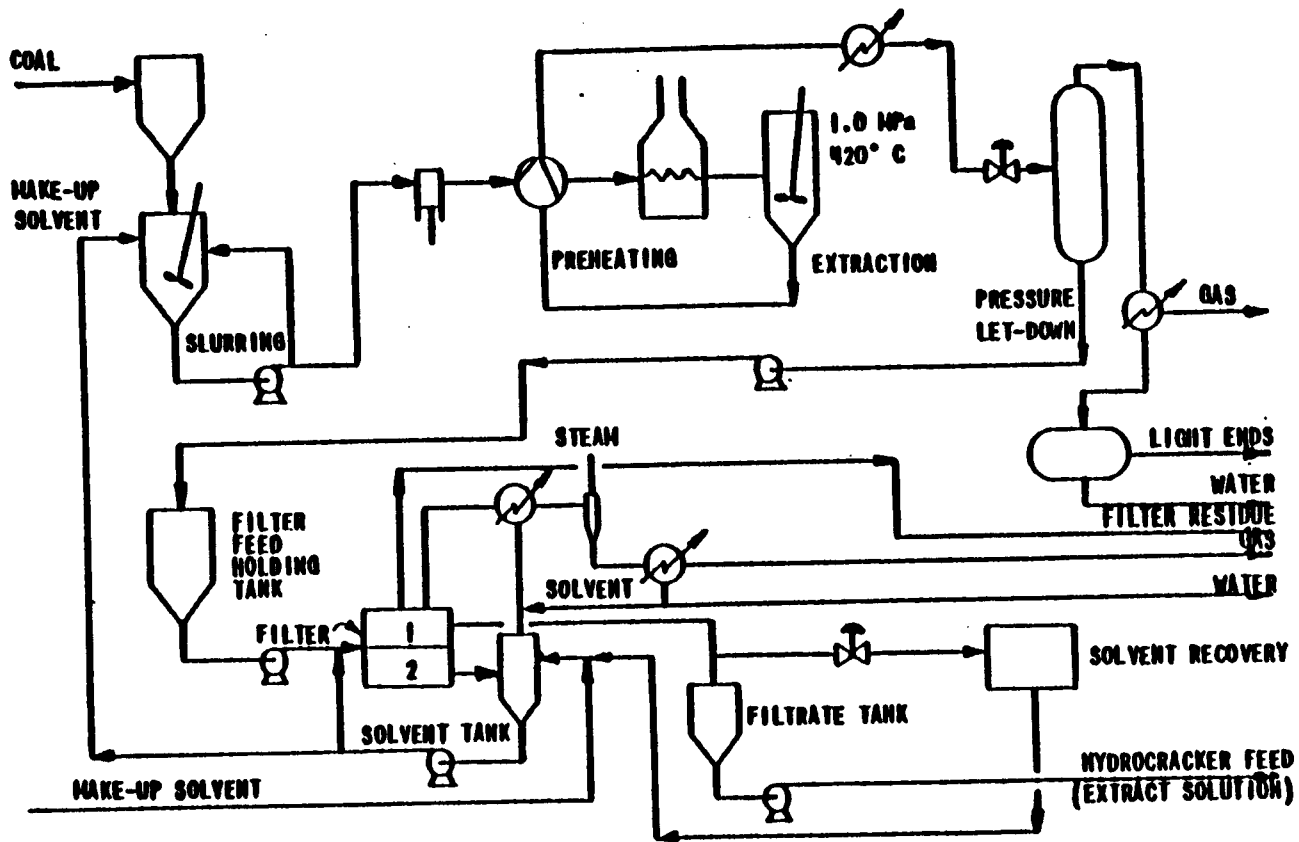 COAL
1.0 MPa
420° C
MAKE-UP
SOLVENT
PREHEATING
EXTRACTION
PRESSURE
LET-DOWN
GAS
SLURRING
STEAM
LIGHT ENDS
WATER
FILTER RESIDUE
GAS
FILTER
FEED
HOLDING
TANK
SOLVENT
WATER
FILTER
1
2
SOLVENT RECOVERY
SOLVENT TANK
FILTRATE TANK
MAKE-UP SOLVENT
HYDROCRACKER FEED
(EXTRACT SOLUTION)